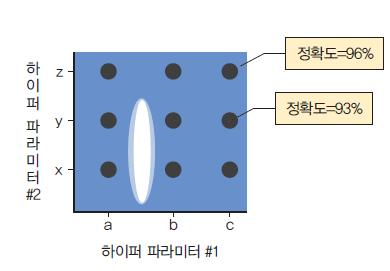 정확도=96%
정확도=93%
하이퍼 파라미터 #2
z
y
x
a b c
하이퍼 파라미터 #1